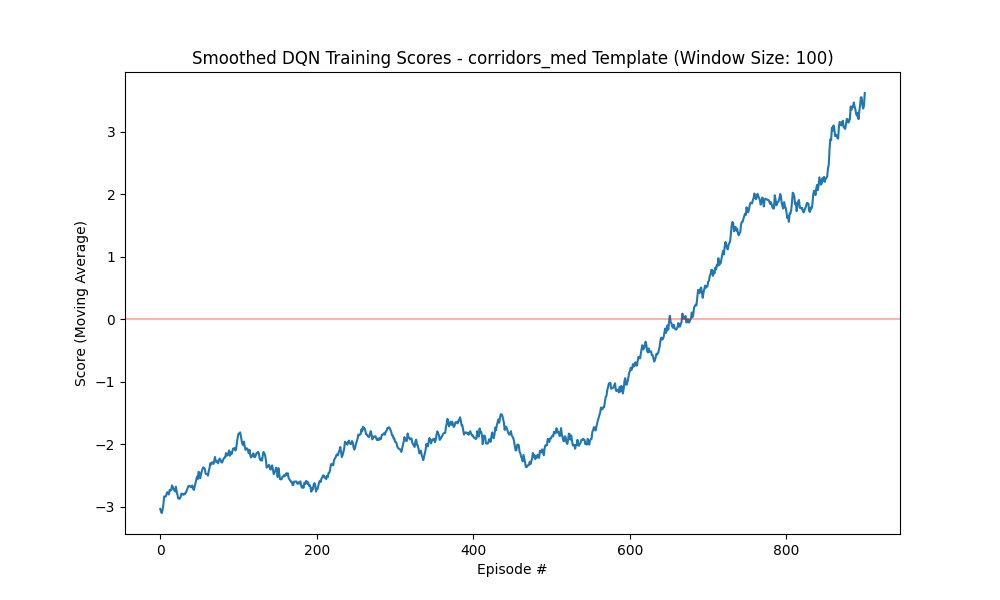 Smoothed DQN Training Scores - corridors_med Template (Window Size: 100)
Score (Moving Average)
3
2
1
0
−1
−2
−3
0 200 400 600 800
Episode #